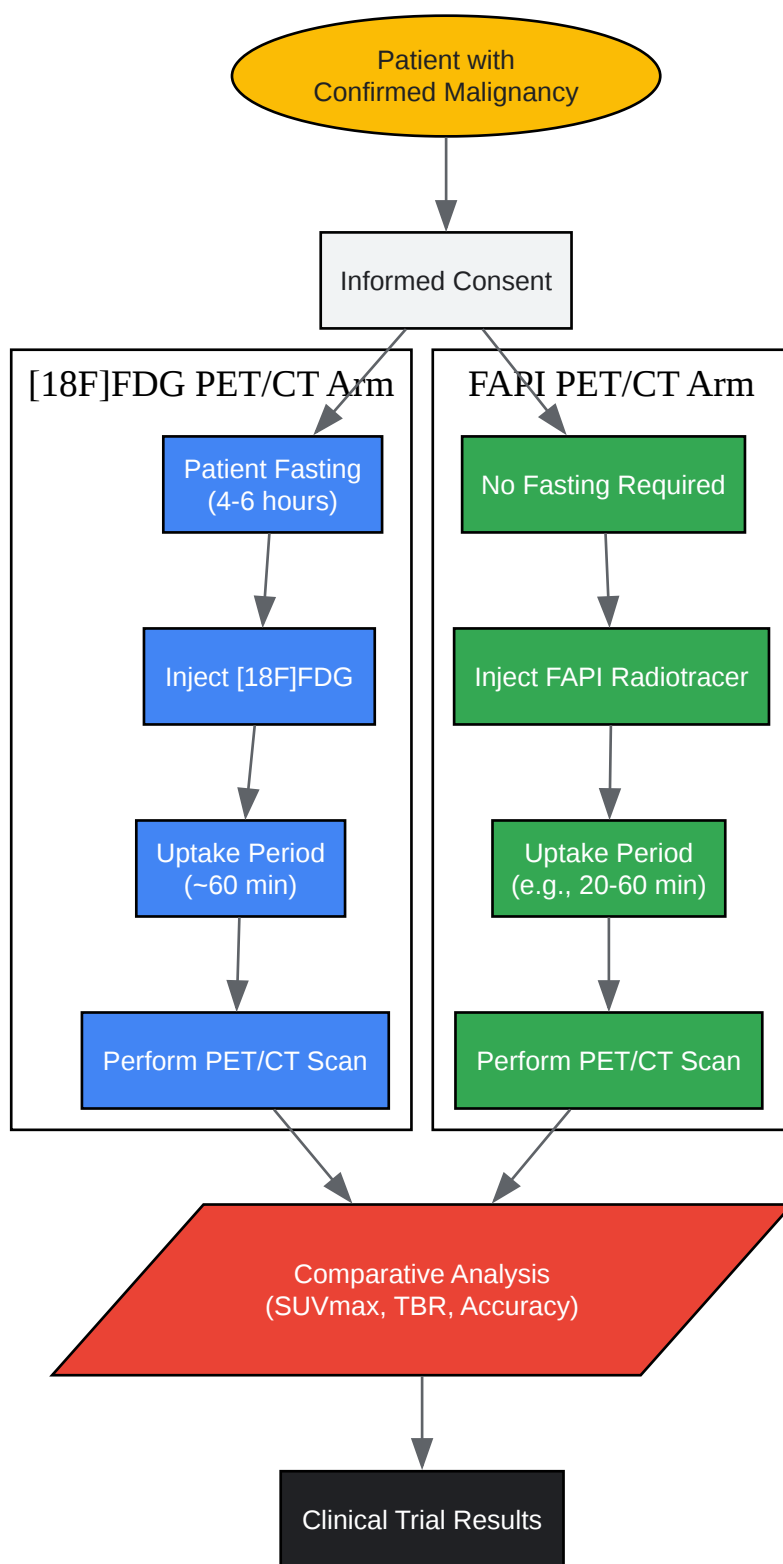 Patient with
Confirmed Malignancy
Informed Consent
[18F]FDG PET/CT Arm
Patient Fasting
(4-6 hours)
Inject [18F]FDG
Uptake Period
(~60 min)
Perform PET/CT Scan
FAPI PET/CT Arm
No Fasting Required
Inject FAPI Radiotracer
Uptake Period
(e.g., 20-60 min)
Perform PET/CT Scan
Comparative Analysis
(SUVmax, TBR, Accuracy)
Clinical Trial Results